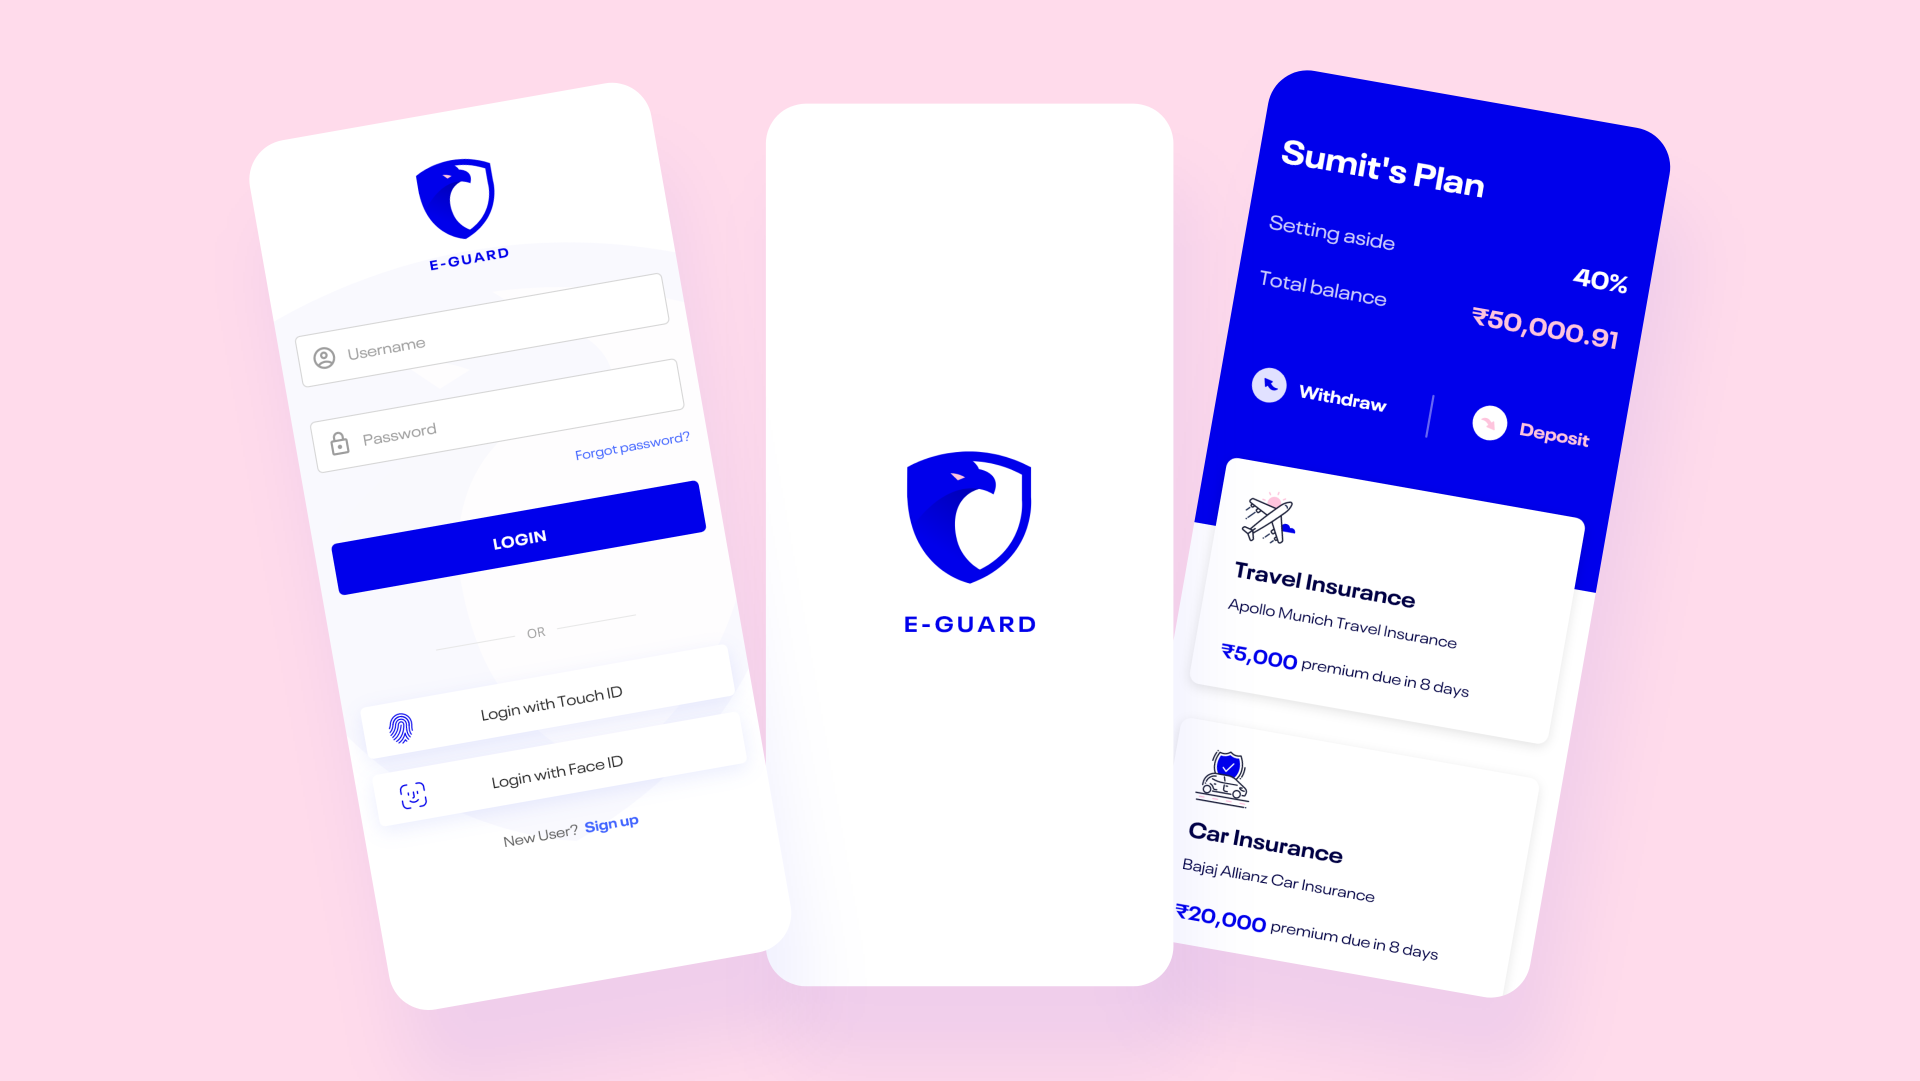 E-GUARD
Username
Password
Forgot password?
LOGIN
OR
Login with Touch ID
Login with Face ID
New User? Sign up
E-GUARD
Sumit's Plan
Setting aside
40%
Total balance
₹50,000.91
Withdraw
Deposit
Travel Insurance
Apollo Munich Travel Insurance
₹5,000 premium due in 8 days
Car Insurance
Bajaj Allianz Car Insurance
₹20,000 premium due in 8 days